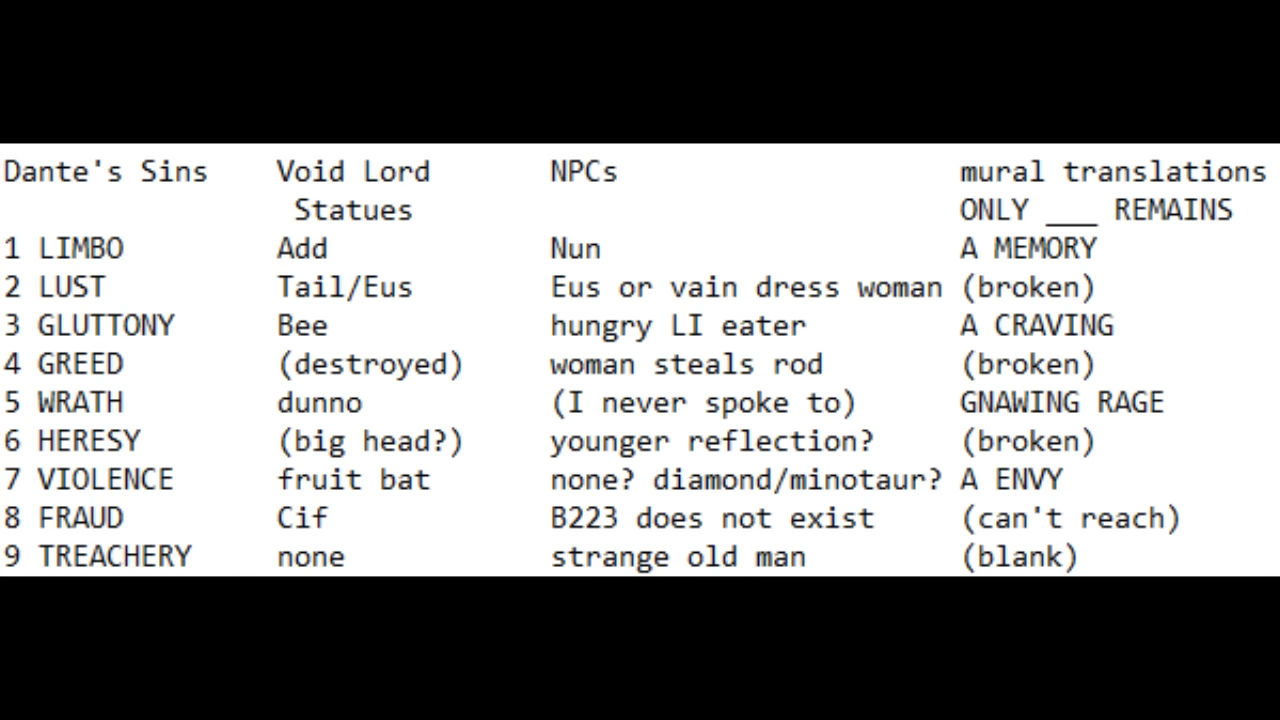 Dante's Sins Void Lord NPCs mural translations
Statues ONLY ___ REMAINS
1 LIMBO Add Nun A MEMORY
2 LUST Tail/Eus Eus or vain dress woman (broken)
3 GLUTTONY Bee hungry LI eater A CRAVING
4 GREED (destroyed) woman steals rod (broken)
5 WRATH dunno (I never spoke to) GNAWING RAGE
6 HERESY (big head?) younger reflection? (broken)
7 VIOLENCE fruit bat none? diamond/minotaur? A ENVY
8 FRAUD Cif B223 does not exist (can't reach)
9 TREACHERY none strange old man (blank)